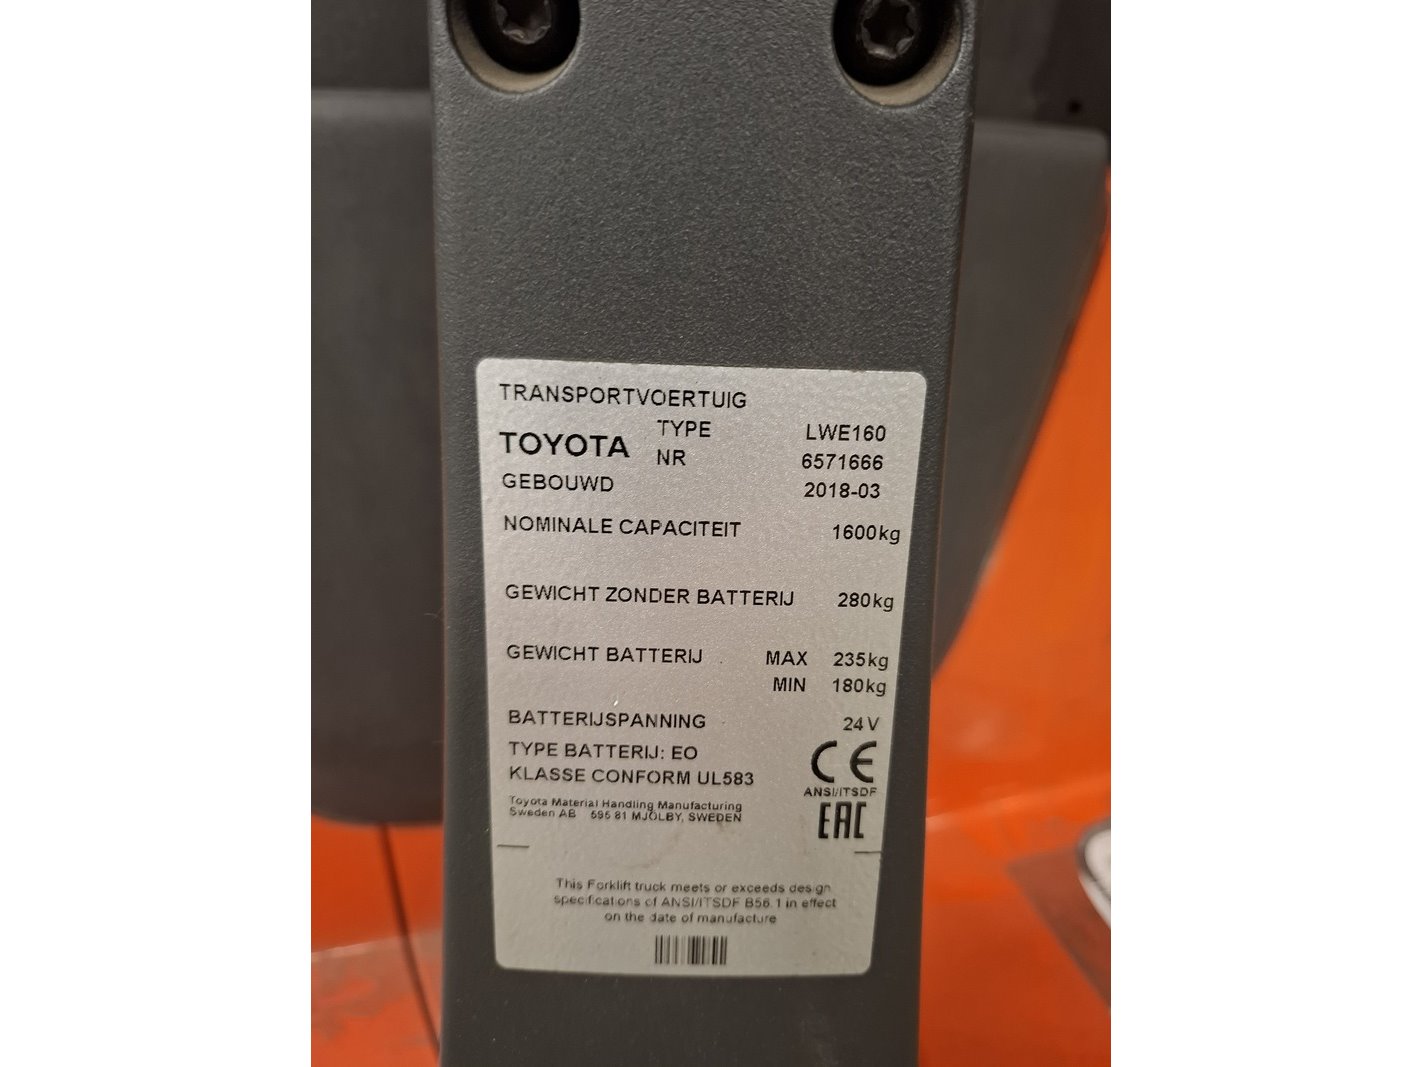 TRANSPORTVOERTUIG
TYPE LWE160
TOYOTA
NR 6571666
GEBOUWD 2018-03
NOMINALE CAPACITEIT 1600kg
GEWICHT ZONDER BATTERIJ 280kg
GEWICHT BATTERIJ MAX 235kg
MIN 180kg
BATTERIJSPANNING 24V
TYPE BATTERIJ: EO
KLASSE CONFORM UL583
CE
ANSI/ITSDF
EAC
Toyota Material Handling Manufacturing
Sweden AB 595 81 MJÖLBY, SWEDEN
This Forklift truck meets or exceeds design
specifications of ANSI/ITSDF B56.1 in effect
on the date of manufacture